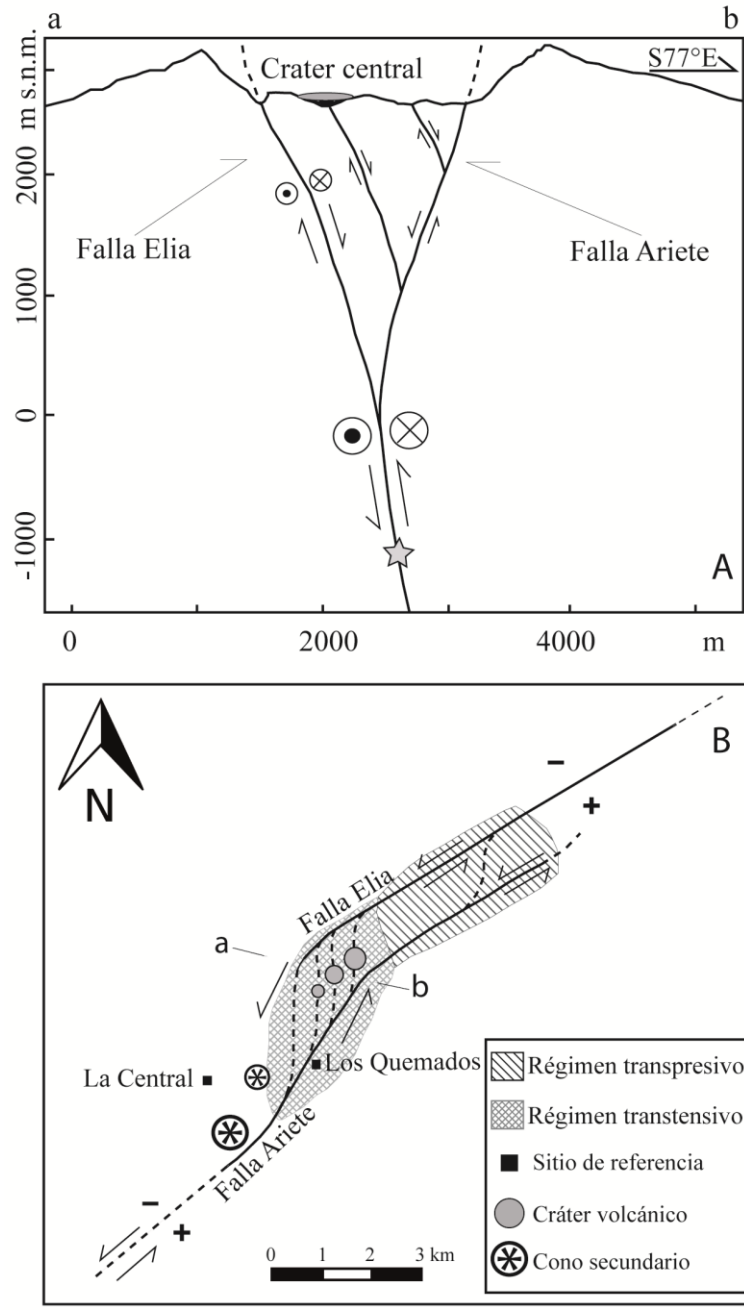 a
b
m s.n.m.
2000
1000
0
-1000
Crater central
S77°E
Falla Elia
Falla Ariete
A
0
2000
4000
m
B
N
−
+
Falla Elia
a
b
Los Quemados
La Central
Falla Ariete
−
+
0 1 2 3 km
Régimen transpresivo
Régimen transtensivo
Sitio de referencia
Cráter volcánico
Cono secundario